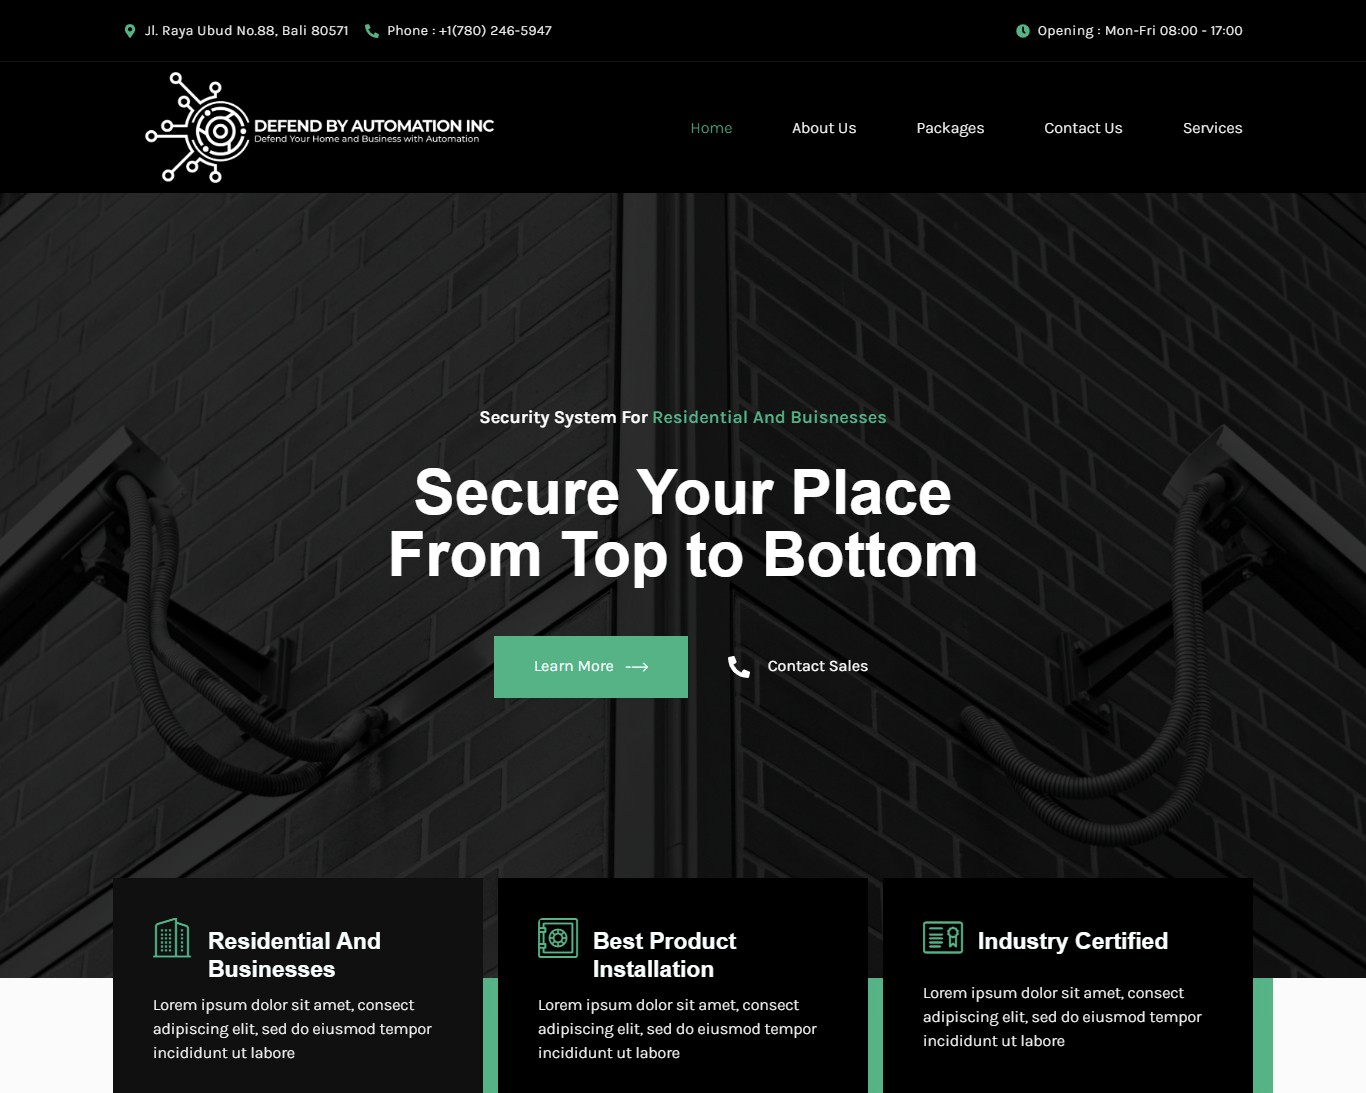 Jl. Raya Ubud No.88, Bali 80571
Phone : +1(780) 246-5947
Opening : Mon-Fri 08:00 - 17:00
DEFEND BY AUTOMATION INC
Defend Your Home and Business with Automation
Home
About Us
Packages
Contact Us
Services
Security System For Residential And Buisnesses
Secure Your Place
From Top to Bottom
Learn More
Contact Sales
Residential And
Businesses
Lorem ipsum dolor sit amet, consect
adipiscing elit, sed do eiusmod tempor
incididunt ut labore
Best Product
Installation
Lorem ipsum dolor sit amet, consect
adipiscing elit, sed do eiusmod tempor
incididunt ut labore
Industry Certified
Lorem ipsum dolor sit amet, consect
adipiscing elit, sed do eiusmod tempor
incididunt ut labore